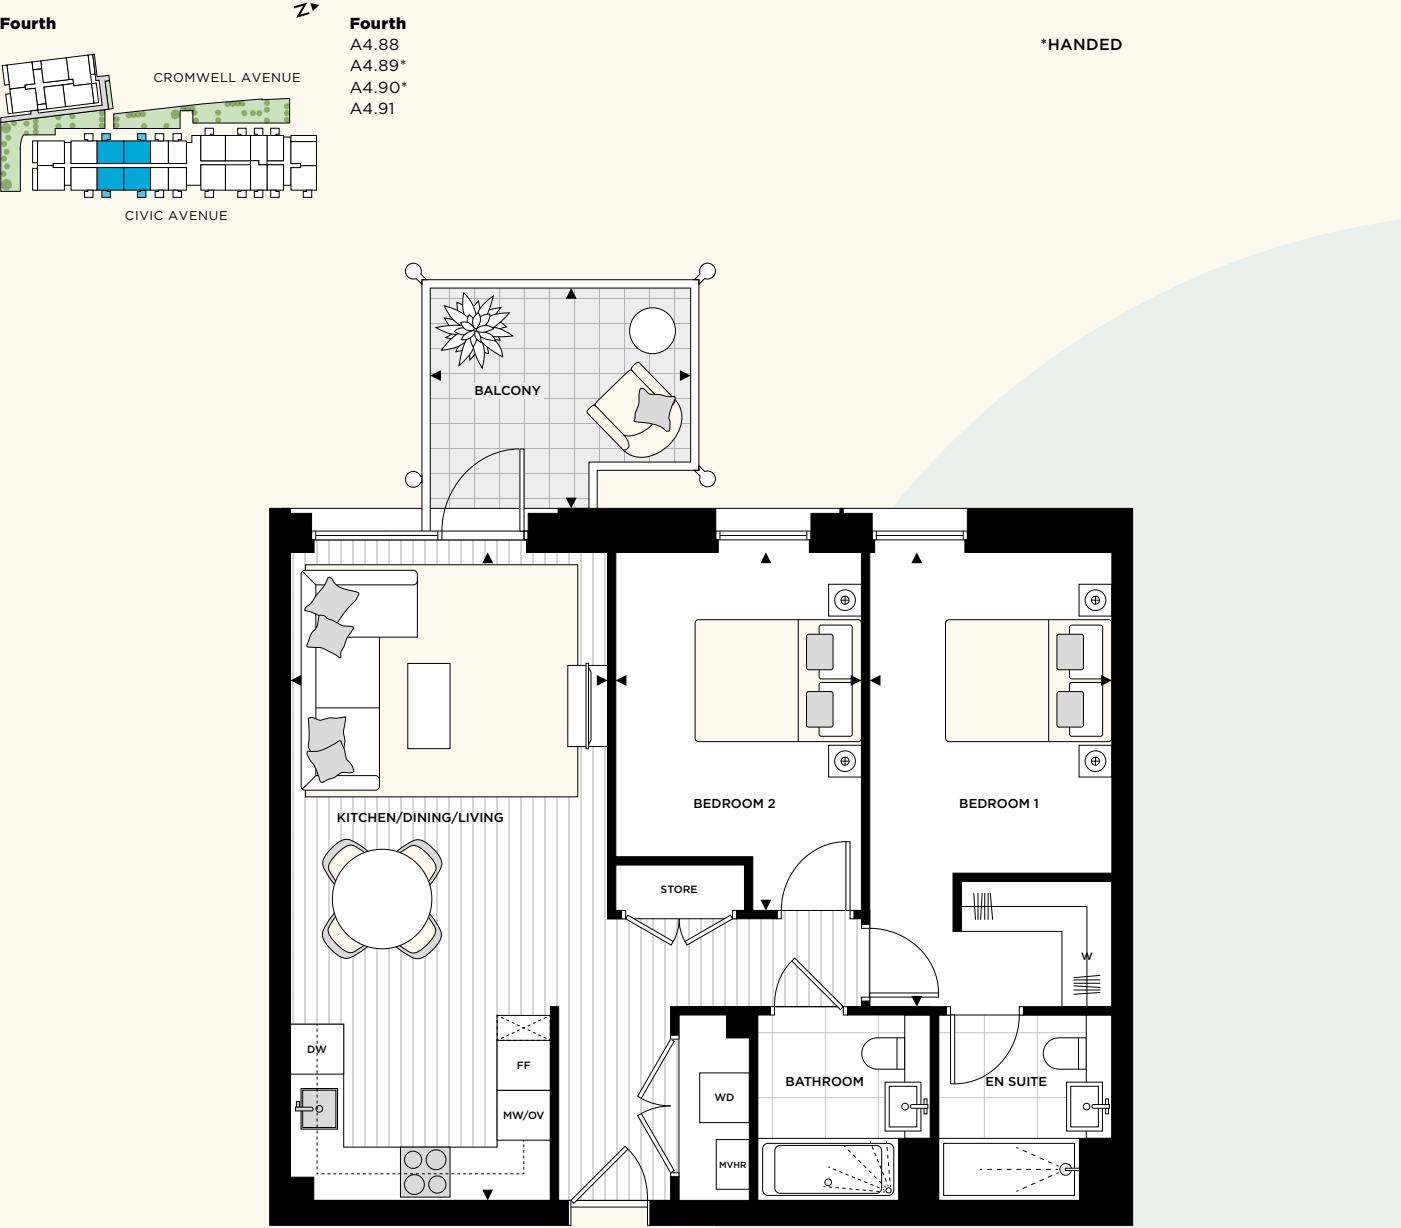 Fourth
CROMWELL AVENUE
CIVIC AVENUE
N
Fourth
A4.88
A4.89*
A4.90*
A4.91
*HANDED
BALCONY
KITCHEN/DINING/LIVING
BEDROOM 2
BEDROOM 1
STORE
W
DW
FF
MW/OV
WD
MVHR
BATHROOM
EN SUITE